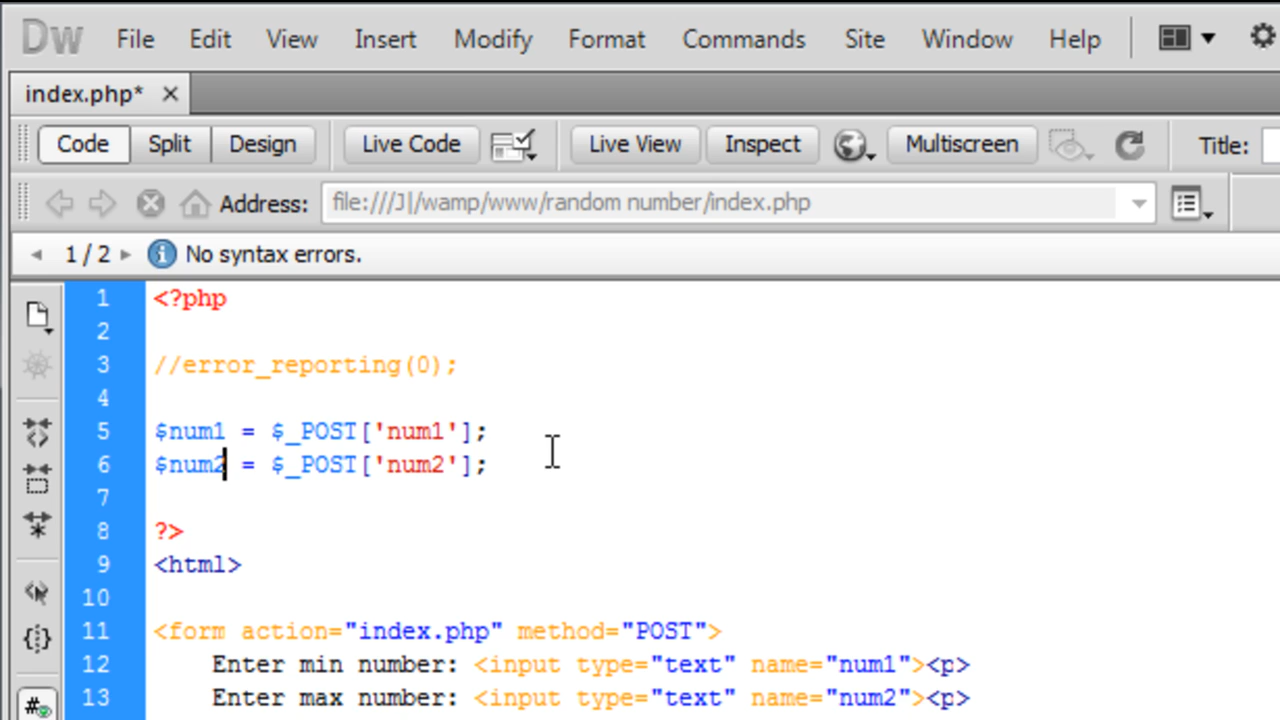 Dw File Edit View Insert Modify Format Commands Site Window Help
index.php*
Code Split Design Live Code Live View Inspect Multiscreen Title:
Address: file:///J|/wamp/www/random number/index.php
1 / 2 No syntax errors.
1 <?php
2
3 //error_reporting(0);
4
5 $num1 = $_POST['num1'];
6 $num2 = $_POST['num2'];
7
8 ?>
9 <html>
10
11 <form action="index.php" method="POST">
12 Enter min number: <input type="text" name="num1"><p>
13 Enter max number: <input type="text" name="num2"><p>